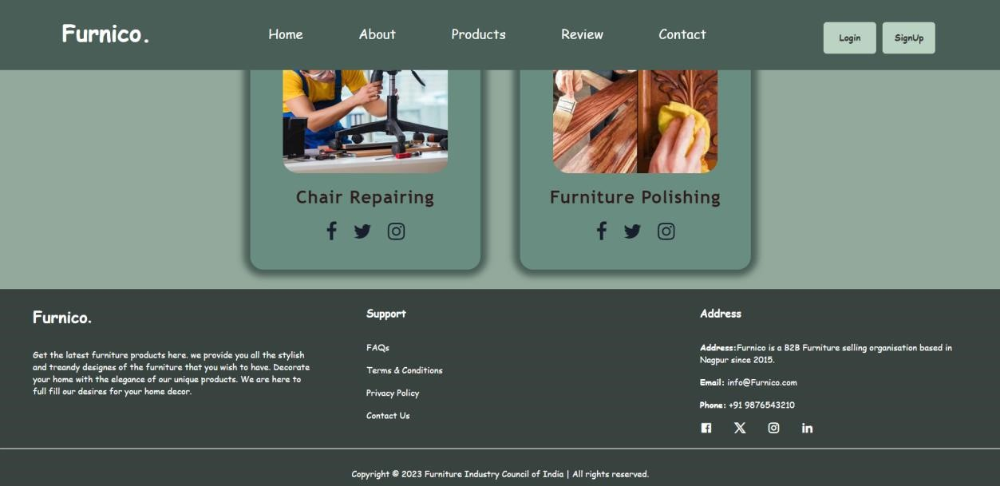 Furnico.
Home
About
Products
Review
Contact
Login
SignUp
Chair Repairing
Furniture Polishing
Furnico.
Get the latest furniture products here. we provide you all the stylish
and treandy designes of the furniture that you wish to have. Decorate
your home with the elegance of our unique products. We are here to
full fill our desires for your home decor.
Support
FAQs
Terms & Conditions
Privacy Policy
Contact Us
Address
Address:Furnico is a B2B Furniture selling organisation based in
Nagpur since 2015.
Email: info@Furnico.com
Phone: +91 9876543210
Copyright © 2023 Furniture Industry Council of India | All rights reserved.